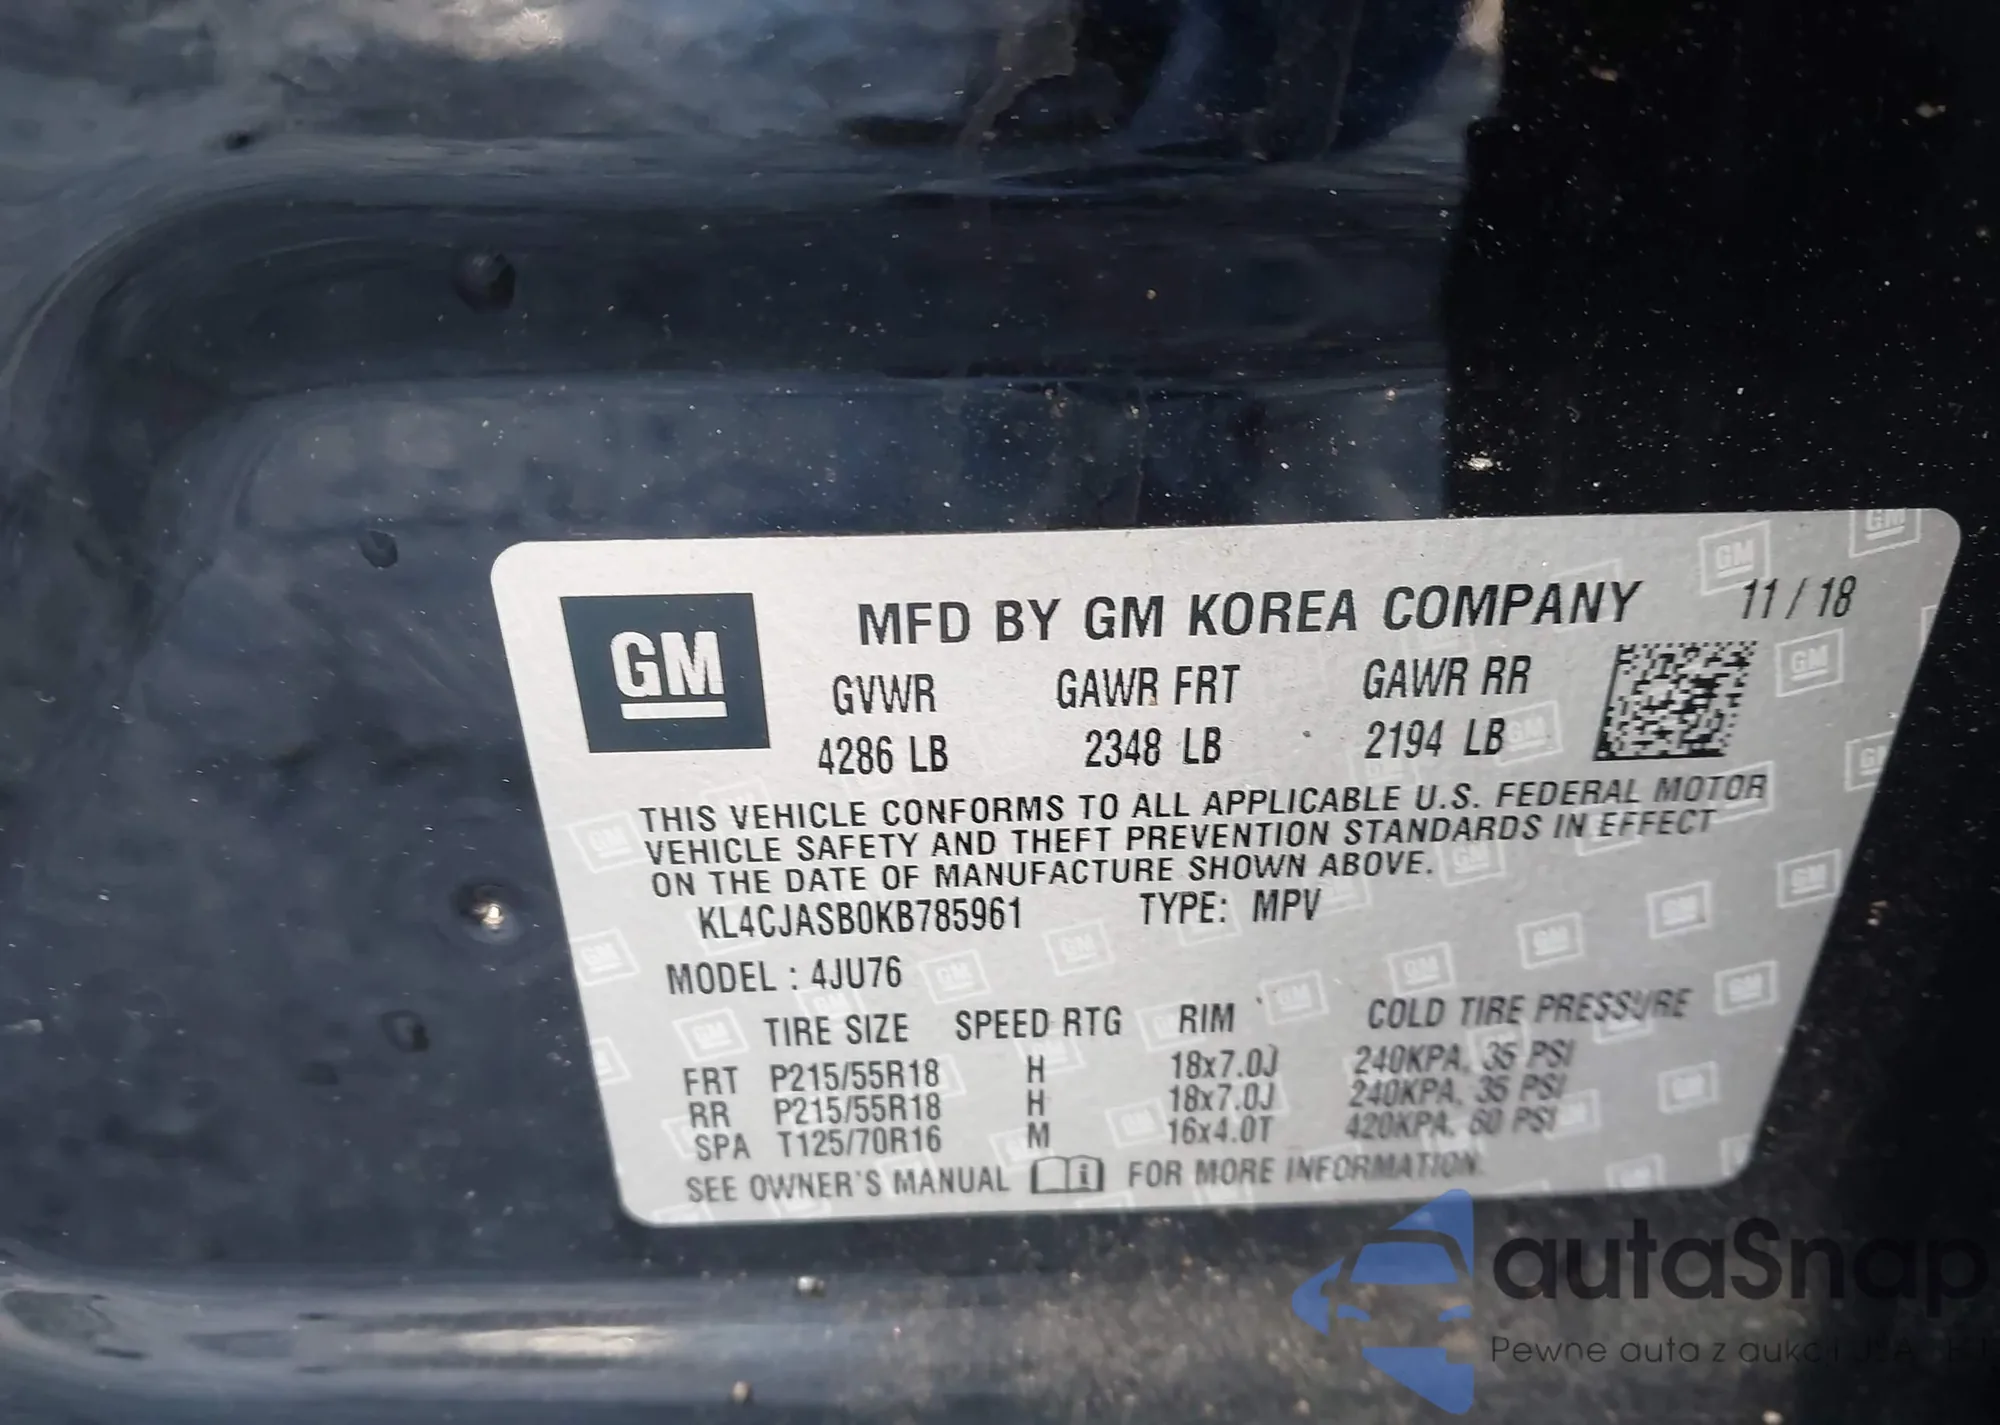 GM
MFD BY GM KOREA COMPANY 11 / 18
GVWR GAWR FRT GAWR RR
4286 LB 2348 LB 2194 LB
THIS VEHICLE CONFORMS TO ALL APPLICABLE U.S. FEDERAL MOTOR
VEHICLE SAFETY AND THEFT PREVENTION STANDARDS IN EFFECT
ON THE DATE OF MANUFACTURE SHOWN ABOVE.
KL4CJASB0KB785961 TYPE: MPV
MODEL : 4JU76
TIRE SIZE SPEED RTG RIM COLD TIRE PRESSURE
FRT P215/55R18 H 18x7.0J 240KPA, 35 PSI
RR P215/55R18 H 18x7.0J 240KPA, 35 PSI
SPA T125/70R16 M 16x4.0T 420KPA, 60 PSI
SEE OWNER'S MANUAL FOR MORE INFORMATION.
autaSnap
Pewne auta z aukcji